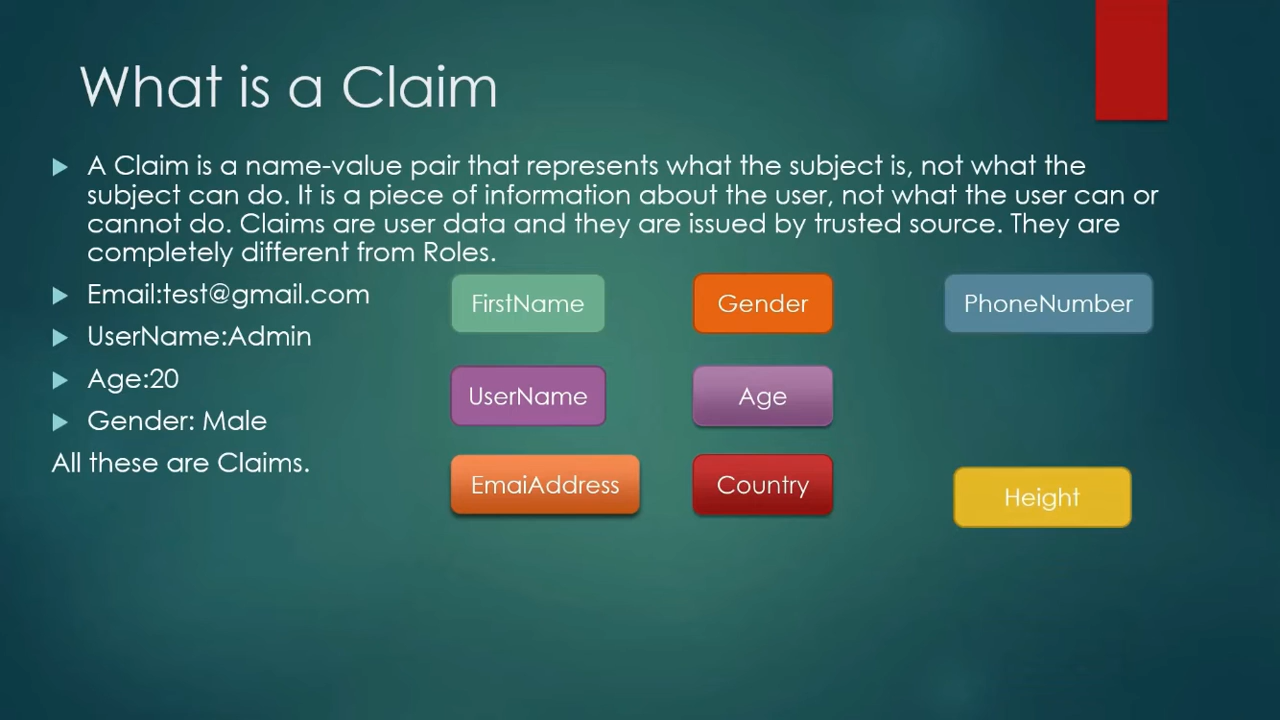 What is a Claim
A Claim is a name-value pair that represents what the subject is, not what the
subject can do. It is a piece of information about the user, not what the user can or
cannot do. Claims are user data and they are issued by trusted source. They are
completely different from Roles.
Email:test@gmail.com
UserName:Admin
Age:20
Gender: Male
All these are Claims.
FirstName
Gender
PhoneNumber
UserName
Age
EmaiAddress
Country
Height